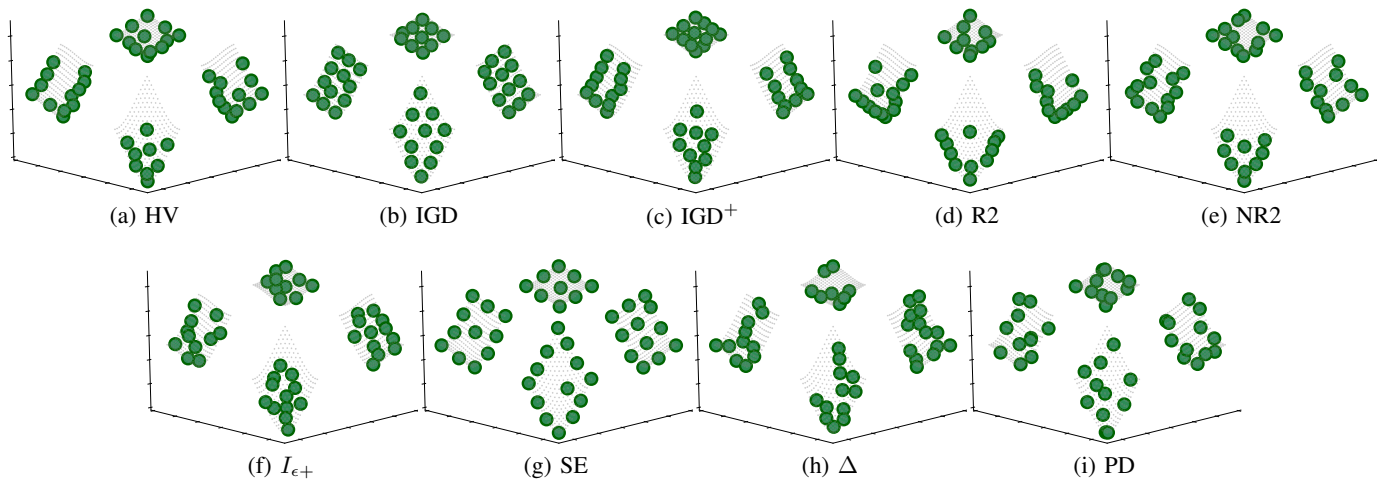 (a) HV (b) IGD (c) IGD⁺ (d) R2 (e) NR2
(f) Iϵ+ (g) SE (h) Δ (i) PD